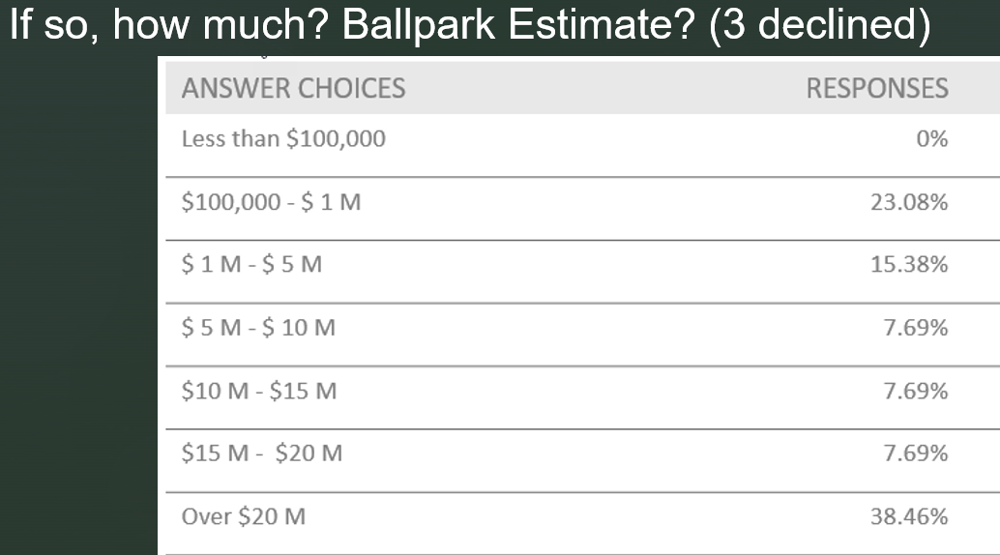 If so, how much? Ballpark Estimate? (3 declined)
ANSWER CHOICES RESPONSES
Less than $100,000 0%
$100,000 - $ 1 M 23.08%
$ 1 M - $ 5 M 15.38%
$ 5 M - $ 10 M 7.69%
$10 M - $15 M 7.69%
$15 M - $20 M 7.69%
Over $20 M 38.46%